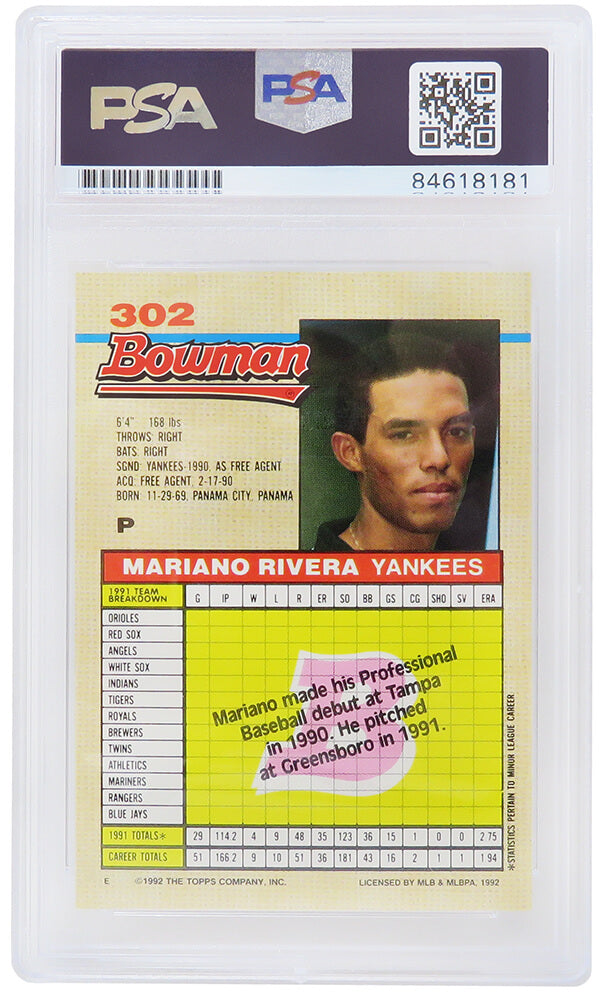 PSA PSA
84618181
302
Bowman
6'4" 168 lbs
THROWS: RIGHT
BATS: RIGHT
SGND: YANKEES-1990, AS FREE AGENT
ACQ: FREE AGENT, 2-17-90
BORN: 11-29-69, PANAMA CITY, PANAMA
P
MARIANO RIVERA YANKEES
1991 TEAM BREAKDOWN G IP W L R ER SO BB GS CG SHO SV ERA
ORIOLES
RED SOX
ANGELS
WHITE SOX
INDIANS
TIGERS
ROYALS
BREWERS
TWINS
ATHLETICS
MARINERS
RANGERS
BLUE JAYS
B
Mariano made his Professional
Baseball debut at Tampa
in 1990. He pitched
at Greensboro in 1991.
1991 TOTALS* 29 114 2 4 9 48 35 123 36 15 1 0 0 2 75
CAREER TOTALS 51 166 2 9 10 51 36 181 43 16 2 1 1 1 94
*STATISTICS PERTAIN TO MINOR LEAGUE CAREER
E ©1992 THE TOPPS COMPANY, INC. LICENSED BY MLB & MLBPA, 1992